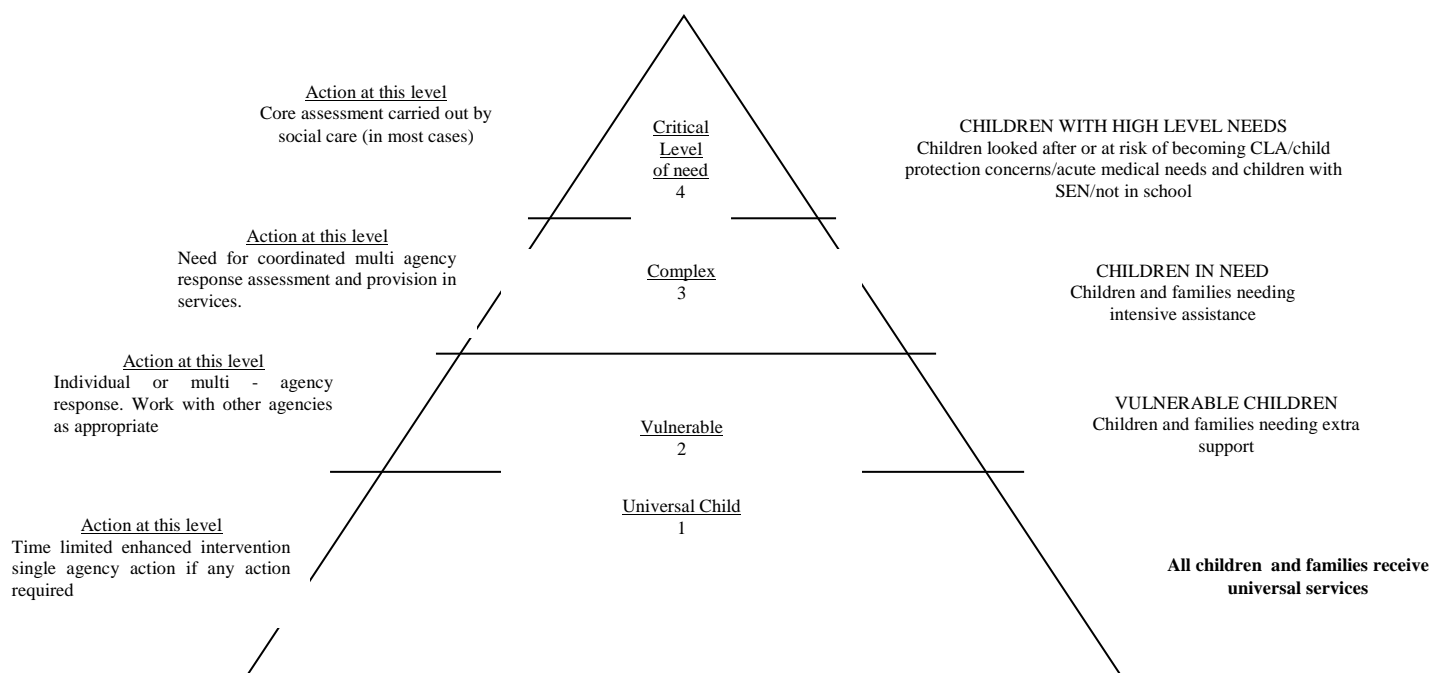 Action at this level
Core assessment carried out by
social care (in most cases)
Critical
Level
of need
4
CHILDREN WITH HIGH LEVEL NEEDS
Children looked after or at risk of becoming CLA/child
protection concerns/acute medical needs and children with
SEN/not in school
Action at this level
Need for coordinated multi agency
response assessment and provision in
services.
Complex
3
CHILDREN IN NEED
Children and families needing
intensive assistance
Action at this level
Individual or multi - agency
response. Work with other agencies
as appropriate
Vulnerable
2
VULNERABLE CHILDREN
Children and families needing extra
support
Universal Child
1
Action at this level
Time limited enhanced intervention
single agency action if any action
required
All children and families receive
universal services